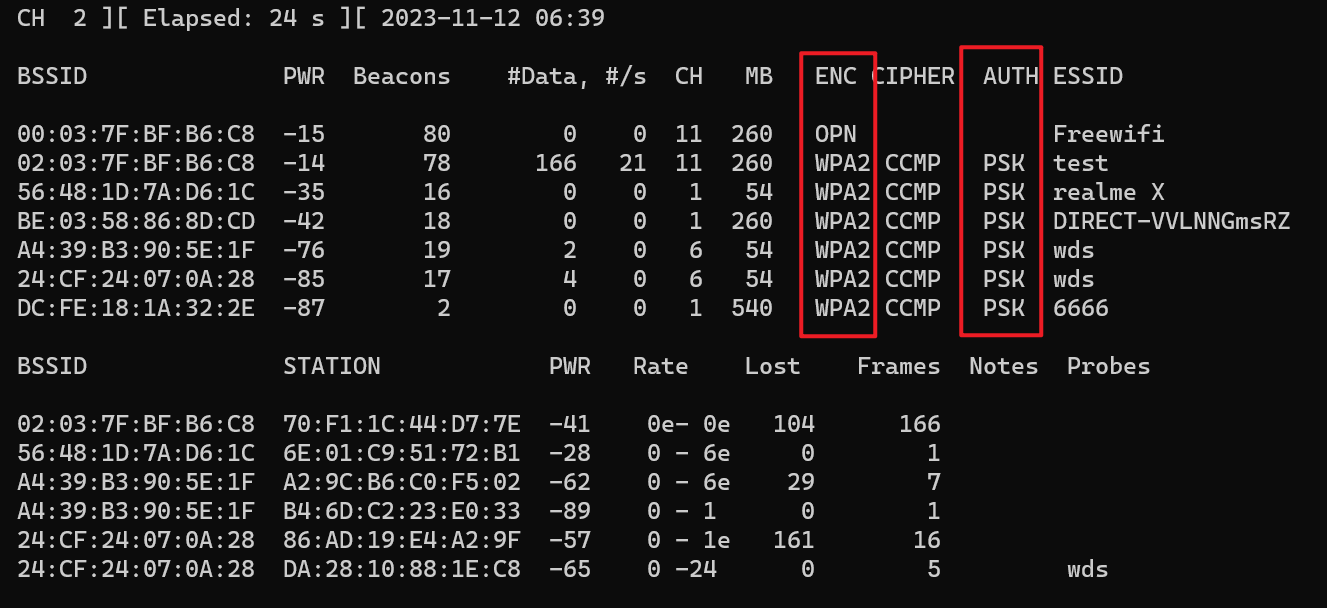 CH  2 ][ Elapsed: 24 s ][ 2023-11-12 06:39
BSSID              PWR  Beacons    #Data, #/s  CH   MB   ENC CIPHER  AUTH ESSID
00:03:7F:BF:B6:C8  -15       80        0    0  11  260   OPN              Freewifi
02:03:7F:BF:B6:C8  -14       78      166   21  11  260   WPA2 CCMP   PSK  test
56:48:1D:7A:D6:1C  -35       16        0    0   1   54   WPA2 CCMP   PSK  realme X
BE:03:58:86:8D:CD  -42       18        0    0   1  260   WPA2 CCMP   PSK  DIRECT-VVLNNGmsRZ
A4:39:B3:90:5E:1F  -76       19        2    0   6   54   WPA2 CCMP   PSK  wds
24:CF:24:07:0A:28  -85       17        4    0   6   54   WPA2 CCMP   PSK  wds
DC:FE:18:1A:32:2E  -87        2        0    0   1  540   WPA2 CCMP   PSK  6666
BSSID              STATION            PWR   Rate    Lost    Frames  Notes  Probes
02:03:7F:BF:B6:C8  70:F1:1C:44:D7:7E  -41    0e- 0e   104      166
56:48:1D:7A:D6:1C  6E:01:C9:51:72:B1  -28    0 - 6e     0        1
A4:39:B3:90:5E:1F  A2:9C:B6:C0:F5:02  -62    0 - 6e    29        7
A4:39:B3:90:5E:1F  B4:6D:C2:23:E0:33  -89    0 - 1      0        1
24:CF:24:07:0A:28  86:AD:19:E4:A2:9F  -57    0 - 1e   161       16
24:CF:24:07:0A:28  DA:28:10:88:1E:C8  -65    0 -24      0        5         wds